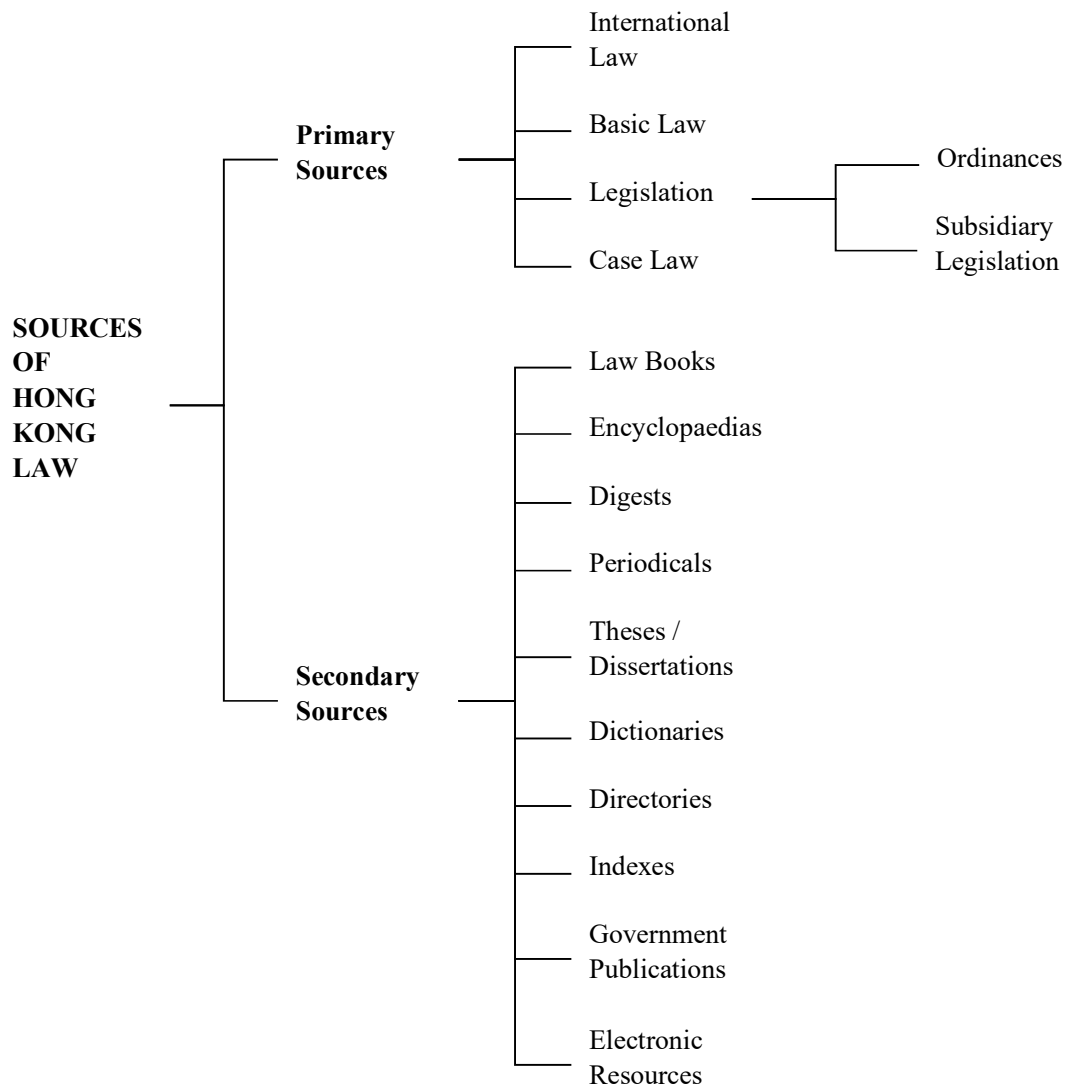 SOURCES
OF
HONG
KONG
LAW
Primary
Sources
International
Law
Basic Law
Legislation
Ordinances
Subsidiary
Legislation
Case Law
Secondary
Sources
Law Books
Encyclopaedias
Digests
Periodicals
Theses /
Dissertations
Dictionaries
Directories
Indexes
Government
Publications
Electronic
Resources